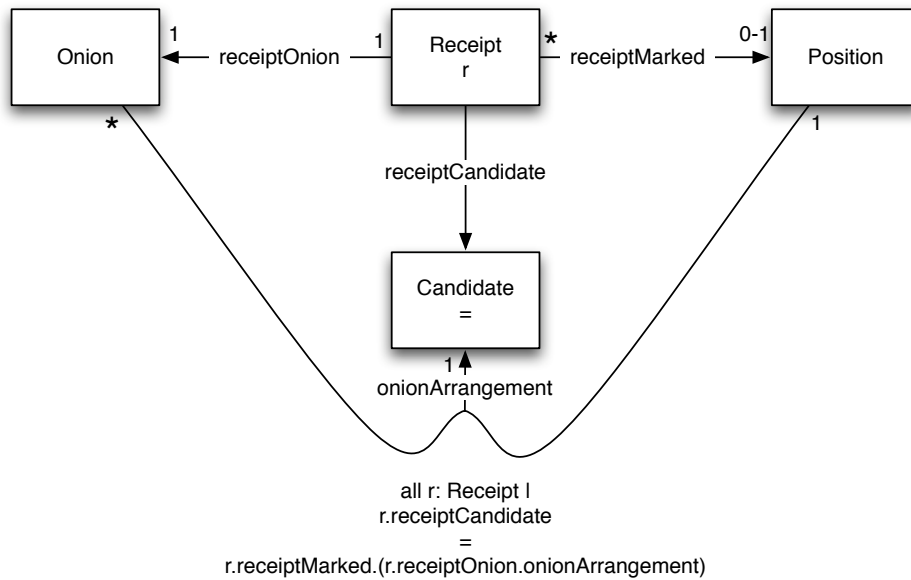 1 1 * 0-1
Onion receiptOnion Receipt receiptMarked Position
r
* 1
receiptCandidate
Candidate
=
1
onionArrangement
all r: Receipt |
r.receiptCandidate
=
r.receiptMarked.(r.receiptOnion.onionArrangement)